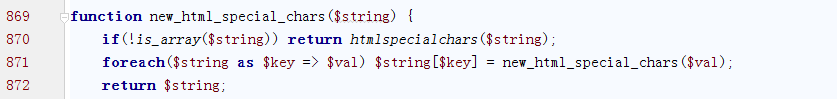 869 function new_html_special_chars($string) {
870 if(!is_array($string)) return htmlspecialchars($string);
871 foreach($string as $key => $val) $string[$key] = new_html_special_chars($val);
872 return $string;